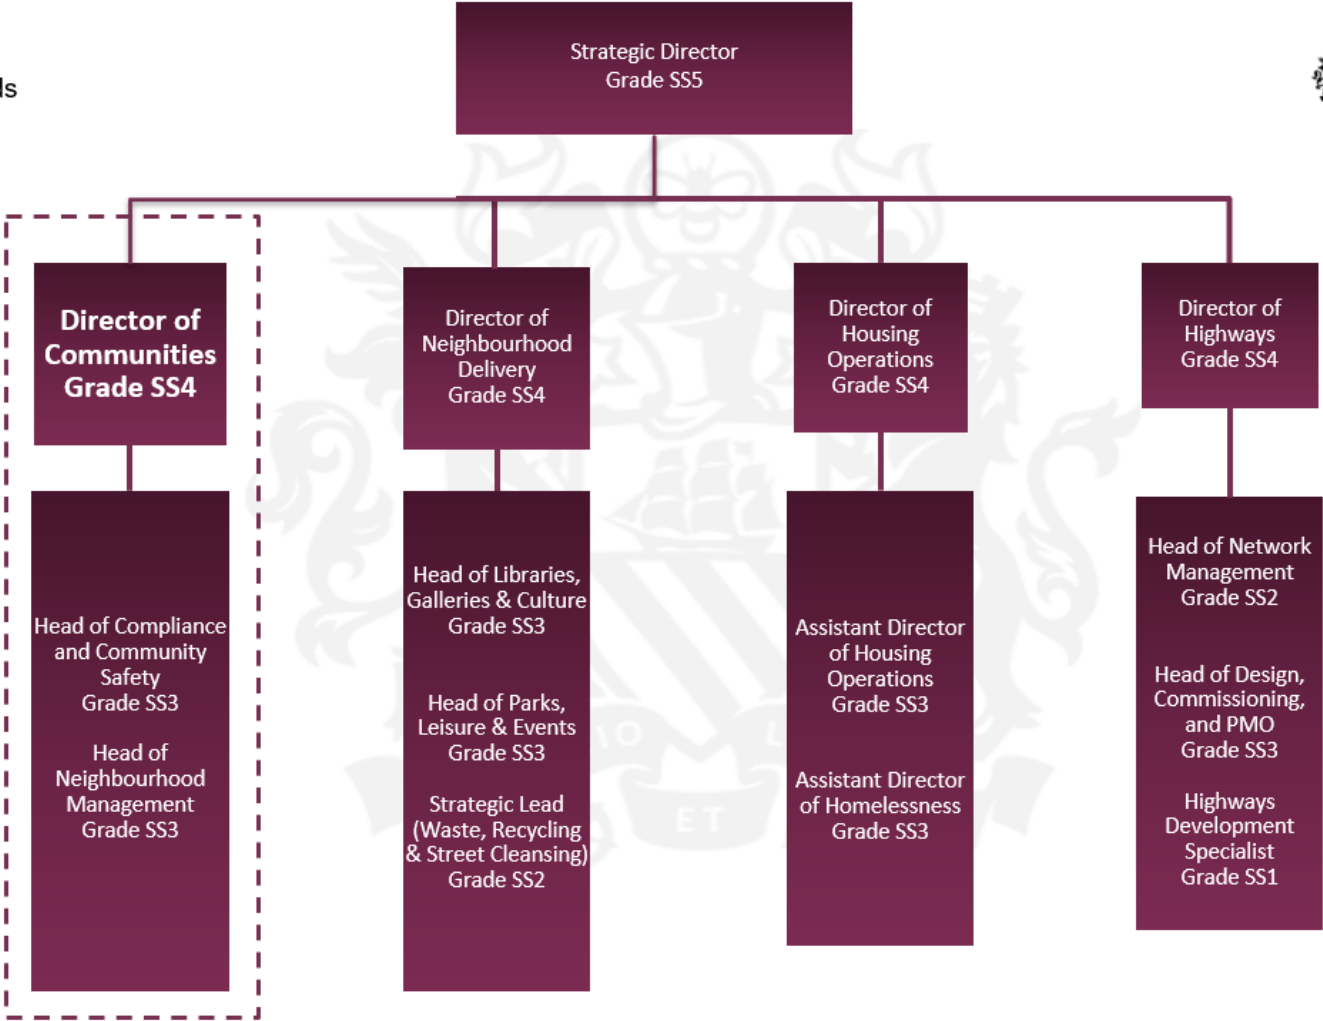 Strategic Director
Grade SS5
ds
Director of
Communities
Grade SS4
Director of
Neighbourhood
Delivery
Grade SS4
Director of
Housing
Operations
Grade SS4
Director of
Highways
Grade SS4
Head of Compliance
and Community
Safety
Grade SS3
Head of
Neighbourhood
Management
Grade SS3
Head of Libraries,
Galleries & Culture
Grade SS3
Head of Parks,
Leisure & Events
Grade SS3
Strategic Lead
(Waste, Recycling
& Street Cleansing)
Grade SS2
Assistant Director
of Housing
Operations
Grade SS3
Assistant Director
of Homelessness
Grade SS3
Head of Network
Management
Grade SS2
Head of Design,
Commissioning,
and PMO
Grade SS3
Highways
Development
Specialist
Grade SS1
IO
L
ET